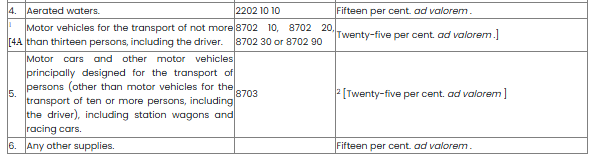 4. Aerated waters. 2202 10 10 Fifteen per cent. ad valorem .
1 Motor vehicles for the transport of not more 8702 10, 8702 20,
[4A than thirteen persons, including the driver. 8702 30 or 8702 90 Twenty-five per cent. ad valorem .]
Motor cars and other motor vehicles
principally designed for the transport of
persons (other than motor vehicles for the
5. transport of ten or more persons, including 8703 2 [Twenty-five per cent. ad valorem ]
the driver), including station wagons and
racing cars.
6. Any other supplies. Fifteen per cent. ad valorem .